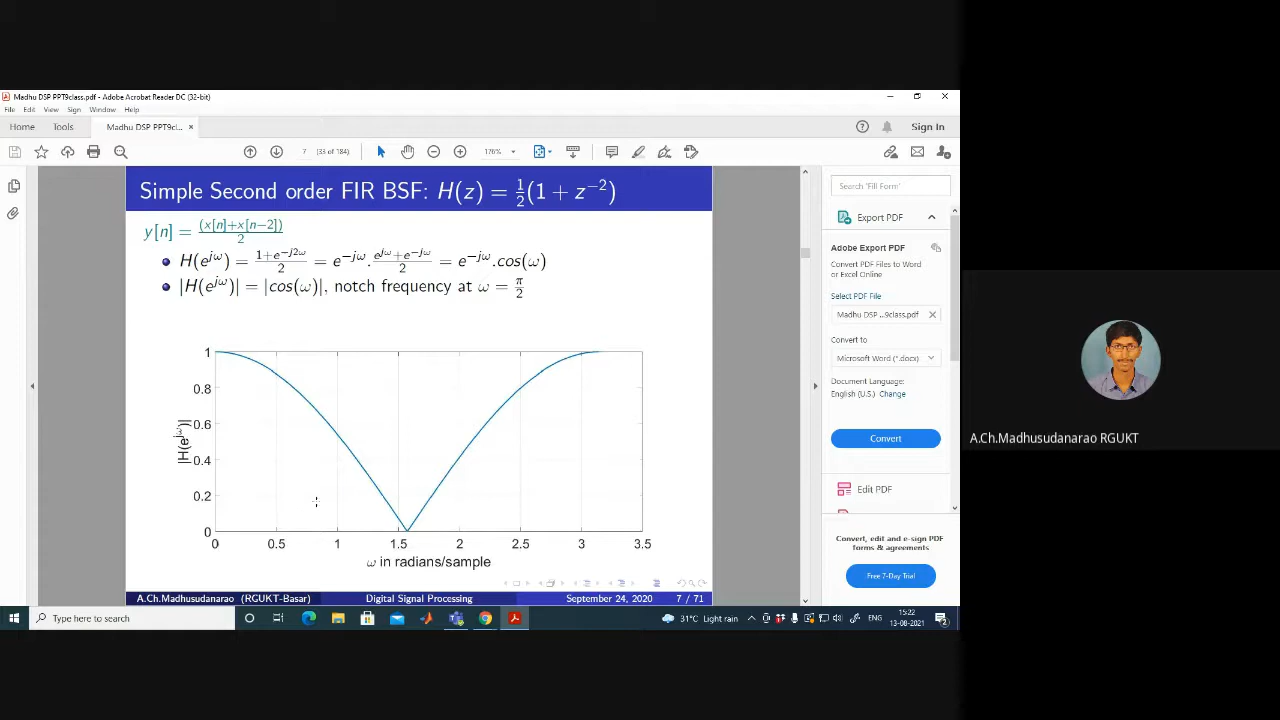 Madhu DSP PPT9class.pdf - Adobe Acrobat Reader DC (32-bit)
File Edit View Sign Window Help
Home Tools Madhu DSP PPT9cl... × Sign In
7 (33 of 184) 176%
Simple Second order FIR BSF: H(z) = 1/2(1 + z⁻²)
y[n] = (x[n]+x[n−2])/2
H(e^{jω}) = (1+e^{−j2ω})/2 = e^{−jω}.(e^{jω}+e^{−jω})/2 = e^{−jω}.cos(ω)
|H(e^{jω})| = |cos(ω)|, notch frequency at ω = π/2
1
0.8
0.6
0.4
0.2
0
|H(e^{jω})|
0 0.5 1 1.5 2 2.5 3 3.5
ω in radians/sample
A.Ch.Madhusudanarao (RGUKT-Basar) Digital Signal Processing September 24, 2020 7 / 71
Search 'Fill Form'
Export PDF
Adobe Export PDF
Convert PDF Files to Word
or Excel Online
Select PDF File
Madhu DSP ...9class.pdf
Convert to
Microsoft Word (*.docx)
Document Language:
English (U.S.) Change
Convert
Edit PDF
Convert, edit and e-sign PDF
forms & agreements
Free 7-Day Trial
Type here to search
31°C Light rain ENG 15:22
13-08-2021
2
A.Ch.Madhusudanarao RGUKT